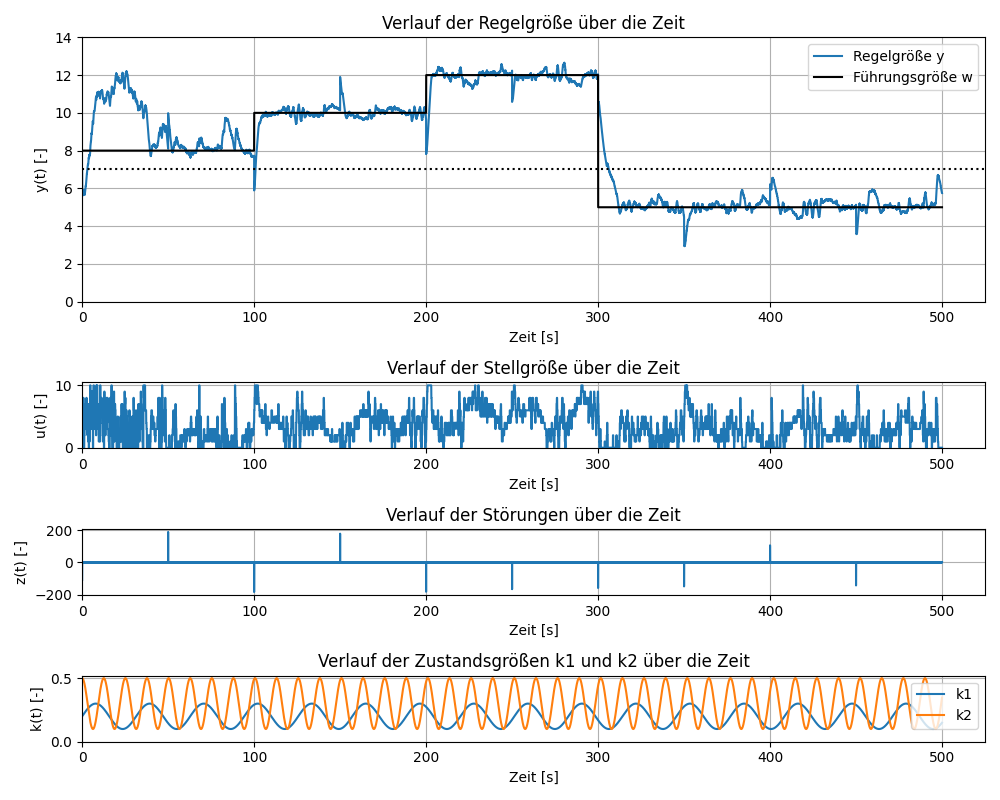 Verlauf der Regelgröße über die Zeit
14
12
10
8
6
4
2
0
y(t) [-]
Regelgröße y
Führungsgröße w
0 100 200 300 400 500
Zeit [s]
Verlauf der Stellgröße über die Zeit
10
0
u(t) [-]
0 100 200 300 400 500
Zeit [s]
Verlauf der Störungen über die Zeit
200
0
−200
z(t) [-]
0 100 200 300 400 500
Zeit [s]
Verlauf der Zustandsgrößen k1 und k2 über die Zeit
0.5
0.0
k(t) [-]
k1
k2
0 100 200 300 400 500
Zeit [s]